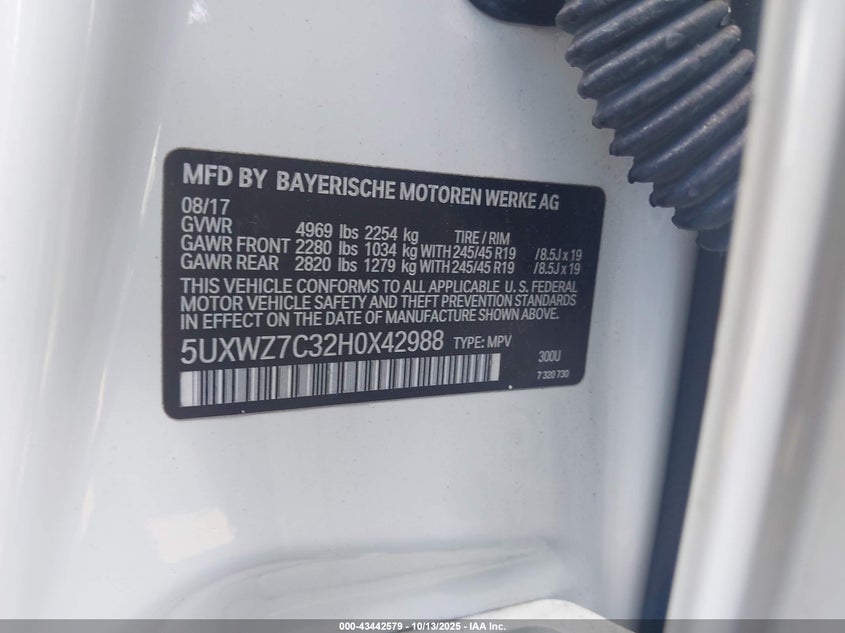 MFD BY BAYERISCHE MOTOREN WERKE AG
08/17
GVWR 4969 lbs 2254 kg TIRE / RIM
GAWR FRONT 2280 lbs 1034 kg WITH 245/45 R19 /8.5J x 19
GAWR REAR 2820 lbs 1279 kg WITH 245/45 R19 /8.5J x 19
THIS VEHICLE CONFORMS TO ALL APPLICABLE U. S. FEDERAL
MOTOR VEHICLE SAFETY AND THEFT PREVENTION STANDARDS
IN EFFECT ON THE DATE OF MANUFACTURE SHOWN ABOVE.
5UXWZ7C32H0X42988 TYPE: MPV 300U
7 320 730
000-43442579 - 10/13/2025 - IAA Inc.